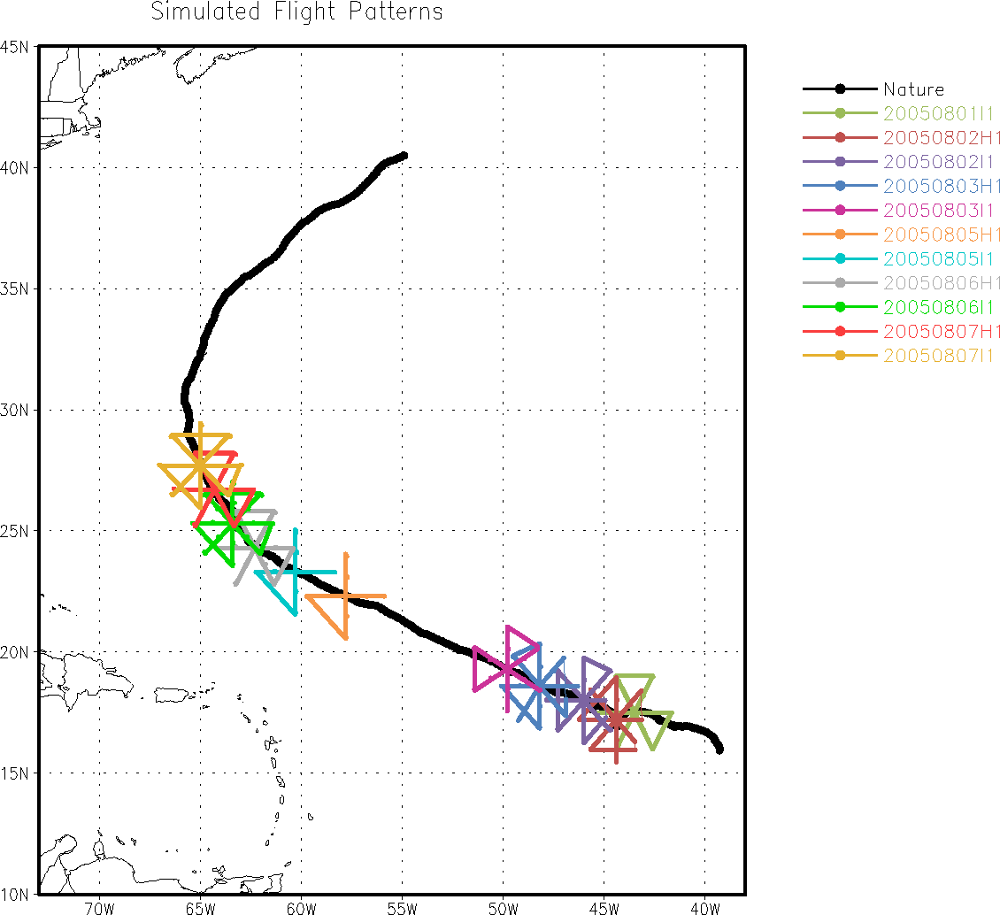 Simulated Flight Patterns
45N
40N
35N
30N
25N
20N
15N
10N
70W
65W
60W
55W
50W
45W
40W
Nature
20050801I1
20050802H1
20050802I1
20050803H1
20050803I1
20050805H1
20050805I1
20050806H1
20050806I1
20050807H1
20050807I1